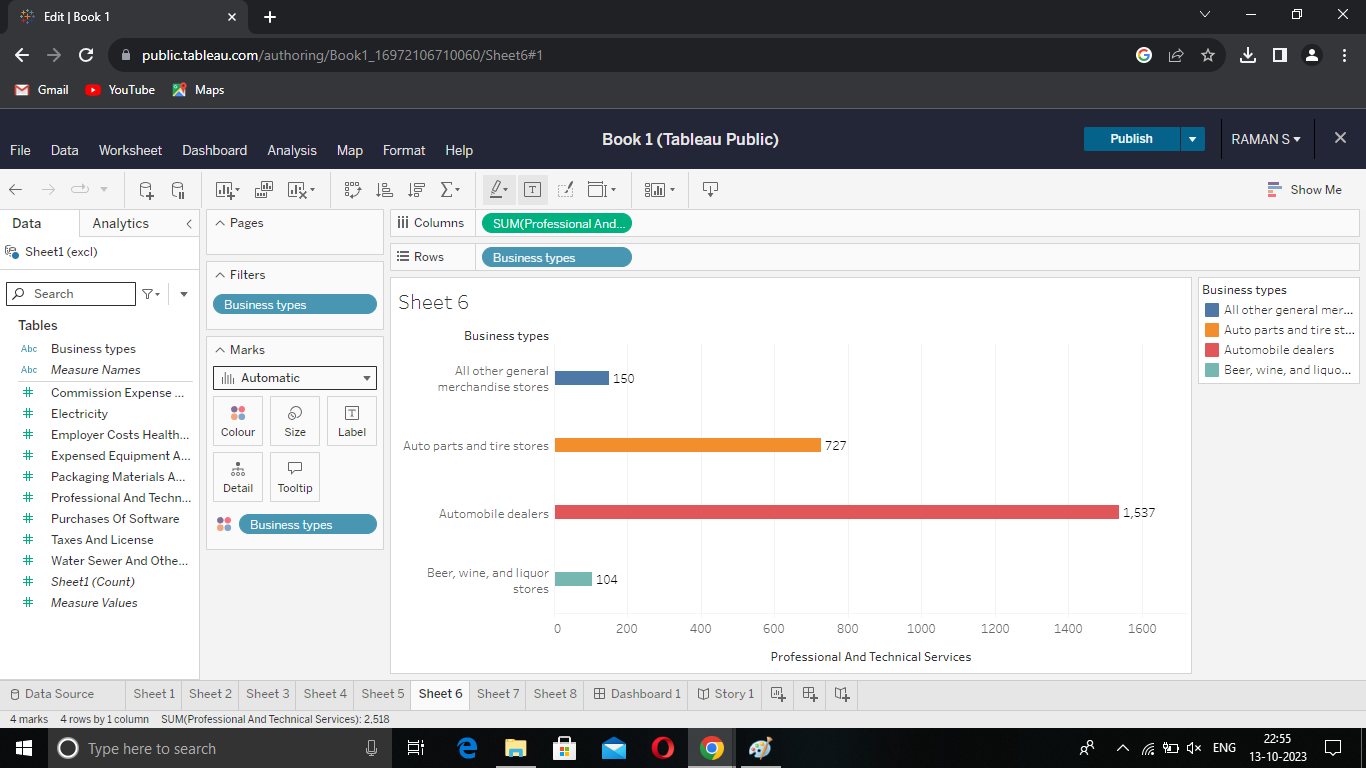 Edit | Book 1
public.tableau.com/authoring/Book1_16972106710060/Sheet6#1
Gmail YouTube Maps
Book 1 (Tableau Public)
Publish
RAMAN S
File Data Worksheet Dashboard Analysis Map Format Help
Show Me
Data Analytics
Sheet1 (excl)
Search
Tables
Abc Business types
Abc Measure Names
Commission Expense ...
Electricity
Employer Costs Health...
Expensed Equipment A...
Packaging Materials A...
Professional And Techn...
Purchases Of Software
Taxes And License
Water Sewer And Othe...
Sheet1 (Count)
Measure Values
Pages
Filters
Business types
Marks
Automatic
Colour Size Label
Detail Tooltip
Business types
Columns SUM(Professional And...
Rows Business types
Sheet 6
Business types
All other general
merchandise stores
150
Auto parts and tire stores 727
Automobile dealers 1,537
Beer, wine, and liquor
stores
104
0 200 400 600 800 1000 1200 1400 1600
Professional And Technical Services
Business types
All other general mer...
Auto parts and tire st...
Automobile dealers
Beer, wine, and liquo...
Data Source Sheet 1 Sheet 2 Sheet 3 Sheet 4 Sheet 5 Sheet 6 Sheet 7 Sheet 8 Dashboard 1 Story 1
4 marks 4 rows by 1 column SUM(Professional And Technical Services): 2,518
Type here to search
ENG
22:55
13-10-2023